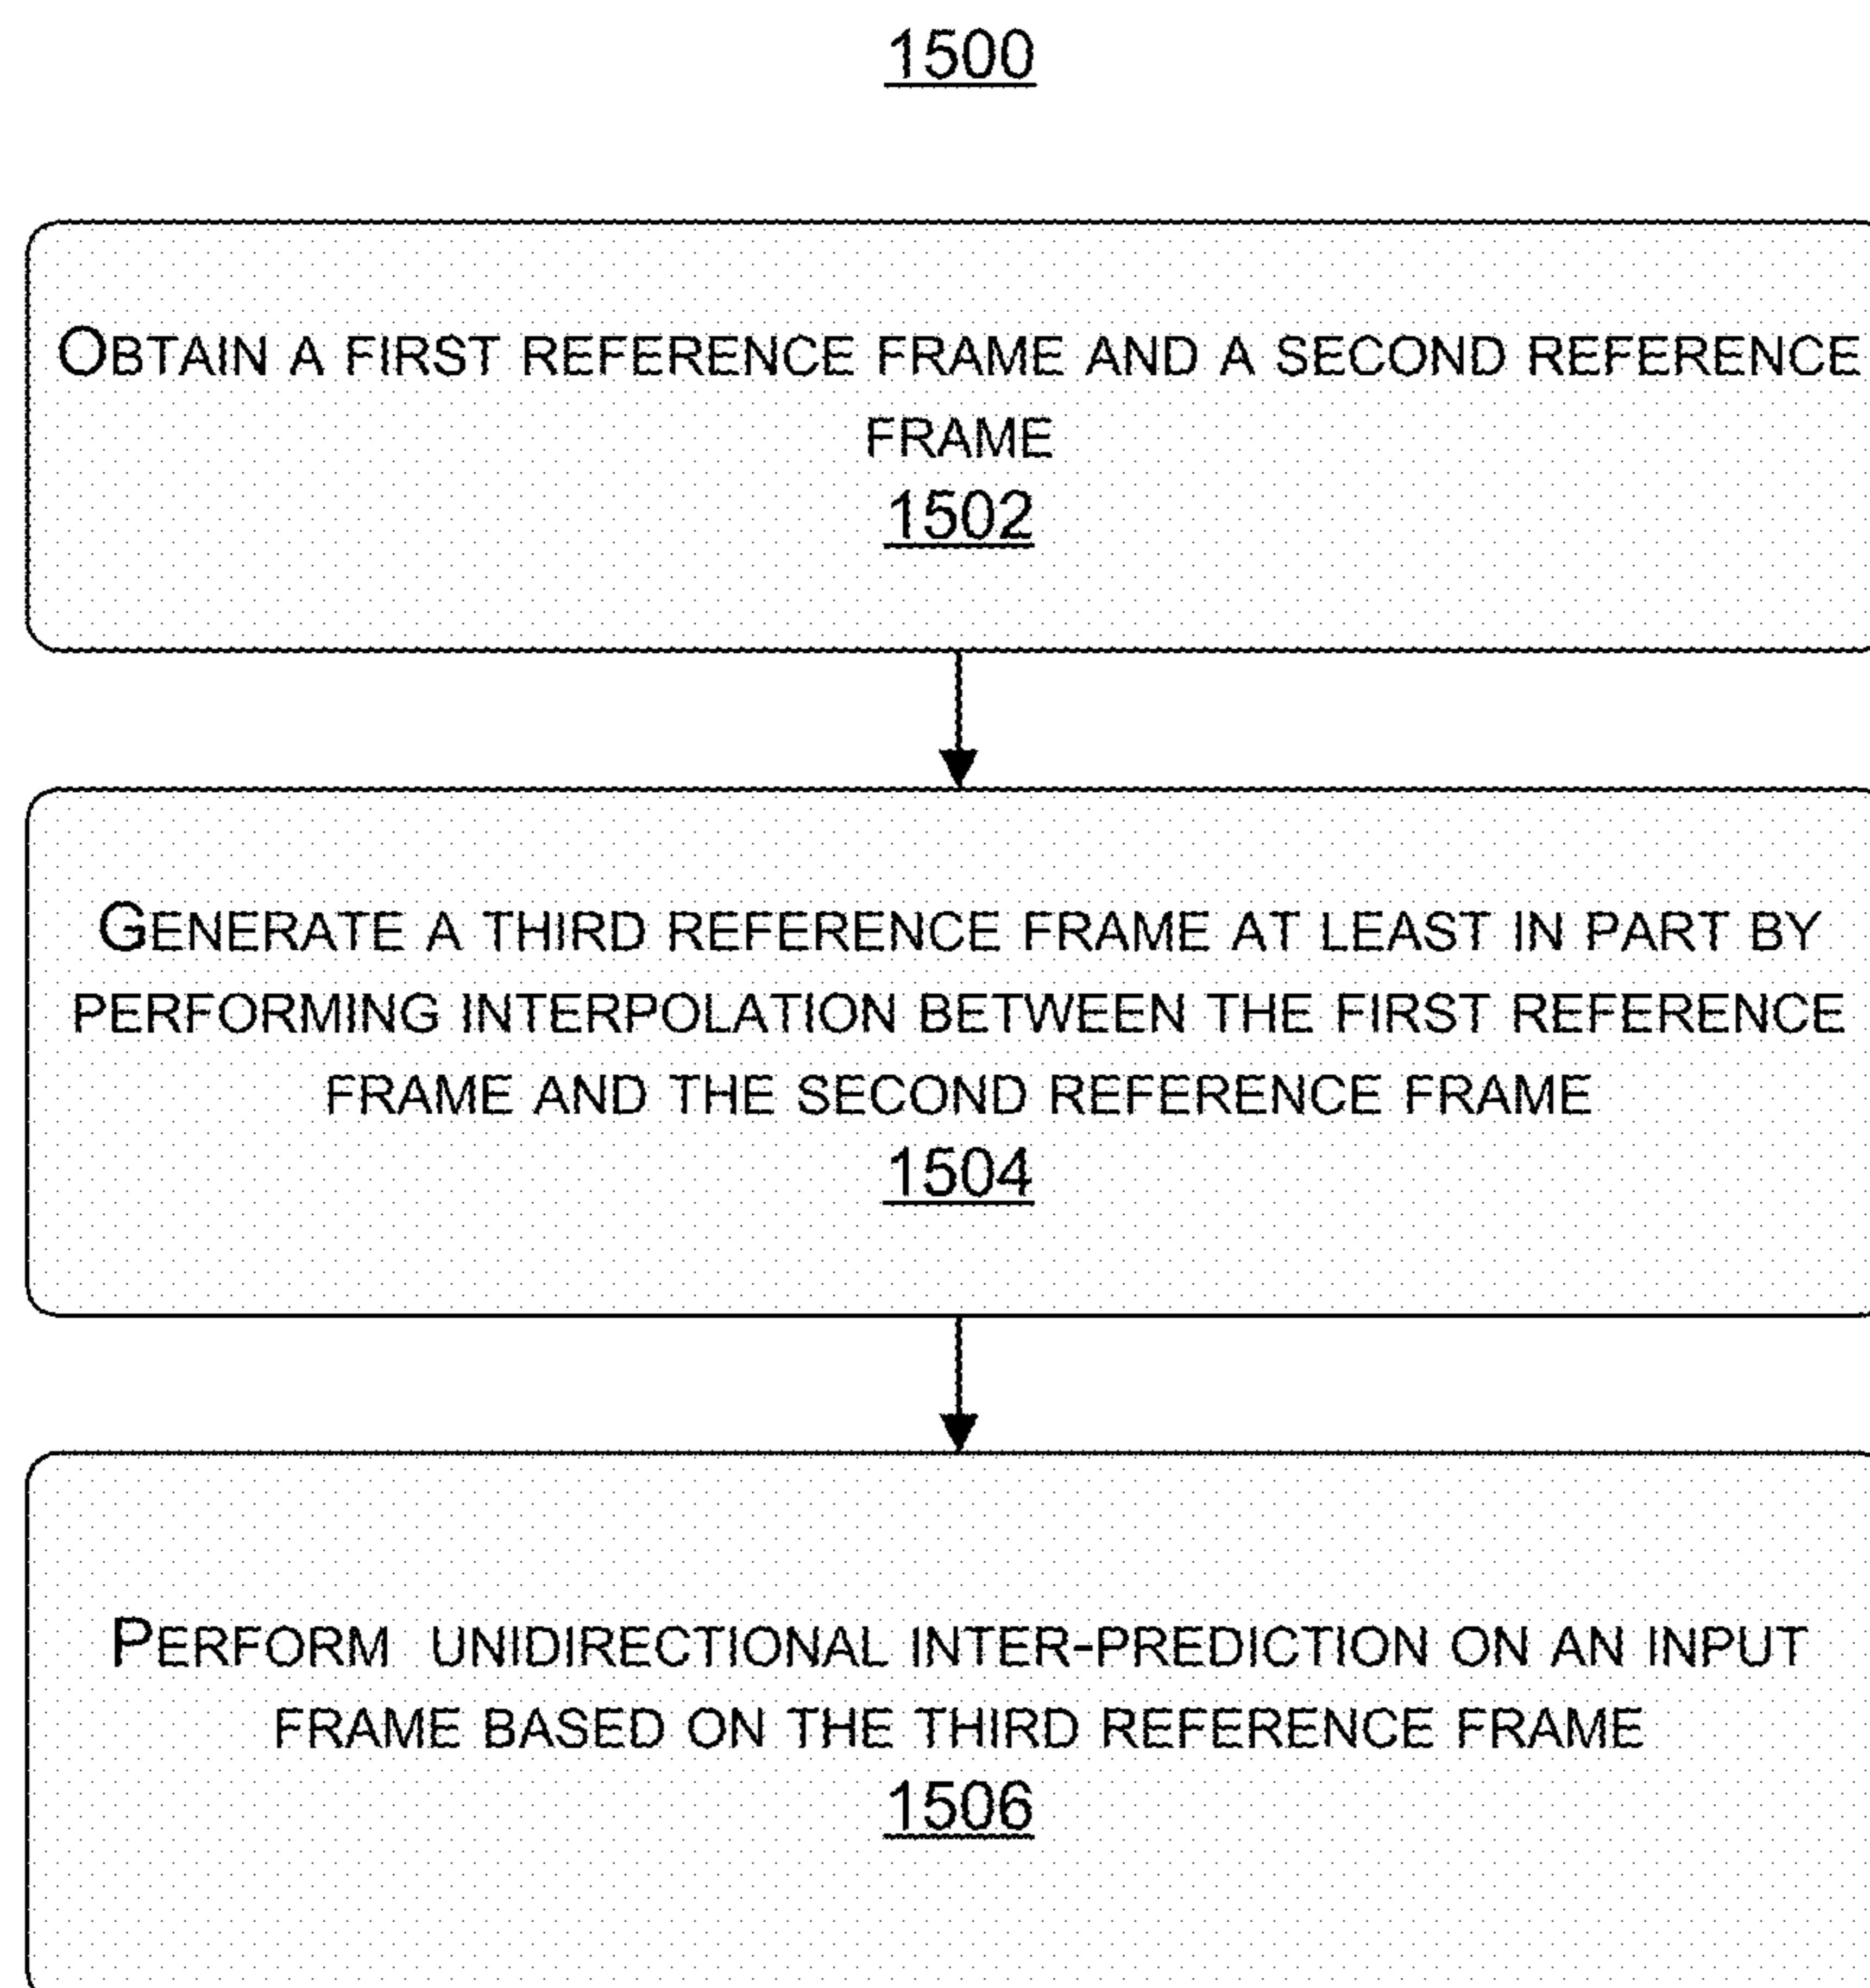 1500
OBTAIN A FIRST REFERENCE FRAME AND A SECOND REFERENCE
FRAME
1502
GENERATE A THIRD REFERENCE FRAME AT LEAST IN PART BY
PERFORMING INTERPOLATION BETWEEN THE FIRST REFERENCE
FRAME AND THE SECOND REFERENCE FRAME
1504
PERFORM UNIDIRECTIONAL INTER-PREDICTION ON AN INPUT
FRAME BASED ON THE THIRD REFERENCE FRAME
1506